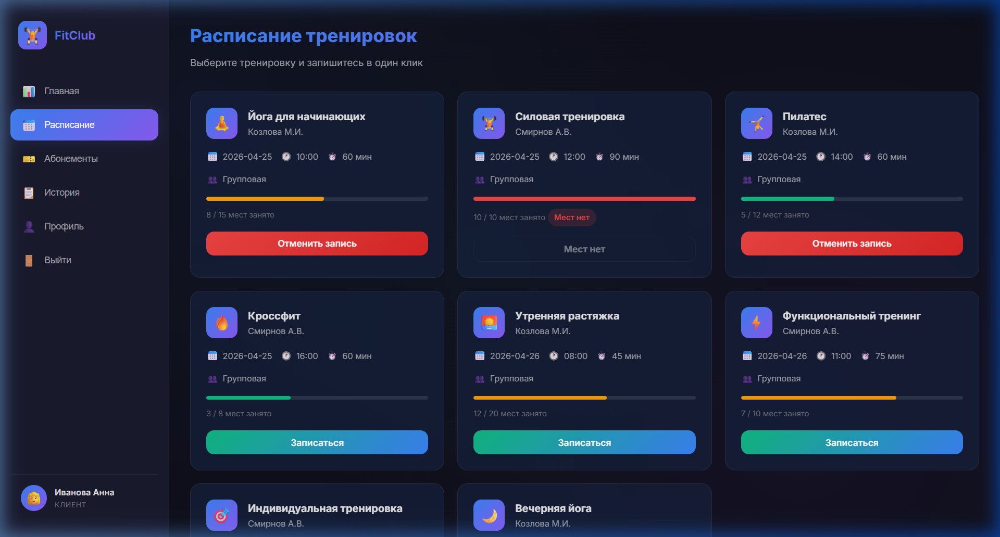 FitClub
Главная
Расписание
Абонементы
История
Профиль
Выйти
Иванова Анна
КЛИЕНТ
Расписание тренировок
Выберите тренировку и запишитесь в один клик
Йога для начинающих
Козлова М.И.
2026-04-25 10:00 60 мин
Групповая
8 / 15 мест занято
Отменить запись
Силовая тренировка
Смирнов А.В.
2026-04-25 12:00 90 мин
Групповая
10 / 10 мест занято Мест нет
Мест нет
Пилатес
Козлова М.И.
2026-04-25 14:00 60 мин
Групповая
5 / 12 мест занято
Отменить запись
Кроссфит
Смирнов А.В.
2026-04-25 16:00 60 мин
Групповая
3 / 8 мест занято
Записаться
Утренняя растяжка
Козлова М.И.
2026-04-26 08:00 45 мин
Групповая
12 / 20 мест занято
Записаться
Функциональный тренинг
Смирнов А.В.
2026-04-26 11:00 75 мин
Групповая
7 / 10 мест занято
Записаться
Индивидуальная тренировка
Смирнов А.В.
Вечерняя йога
Козлова М.И.